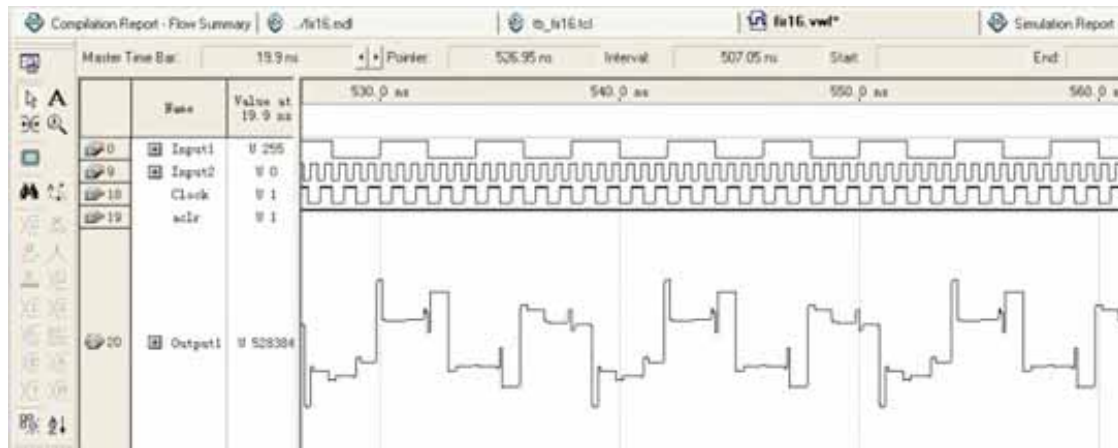 Compilation Report - Flow Summary
../fir16.mdl
tb_fir16.tcl
fir16.vwf*
Simulation Report
Master Time Bar: 19.9 ns
Pointer: 526.95 ns
Interval: 507.05 ns
Start:
End:
Name
Value at
19.9 ns
530.0 ns
540.0 ns
550.0 ns
560.0
0 Input1 U 255
9 Input2 U 0
18 Clock U 1
19 aclr U 1
20 Output1 U 528384